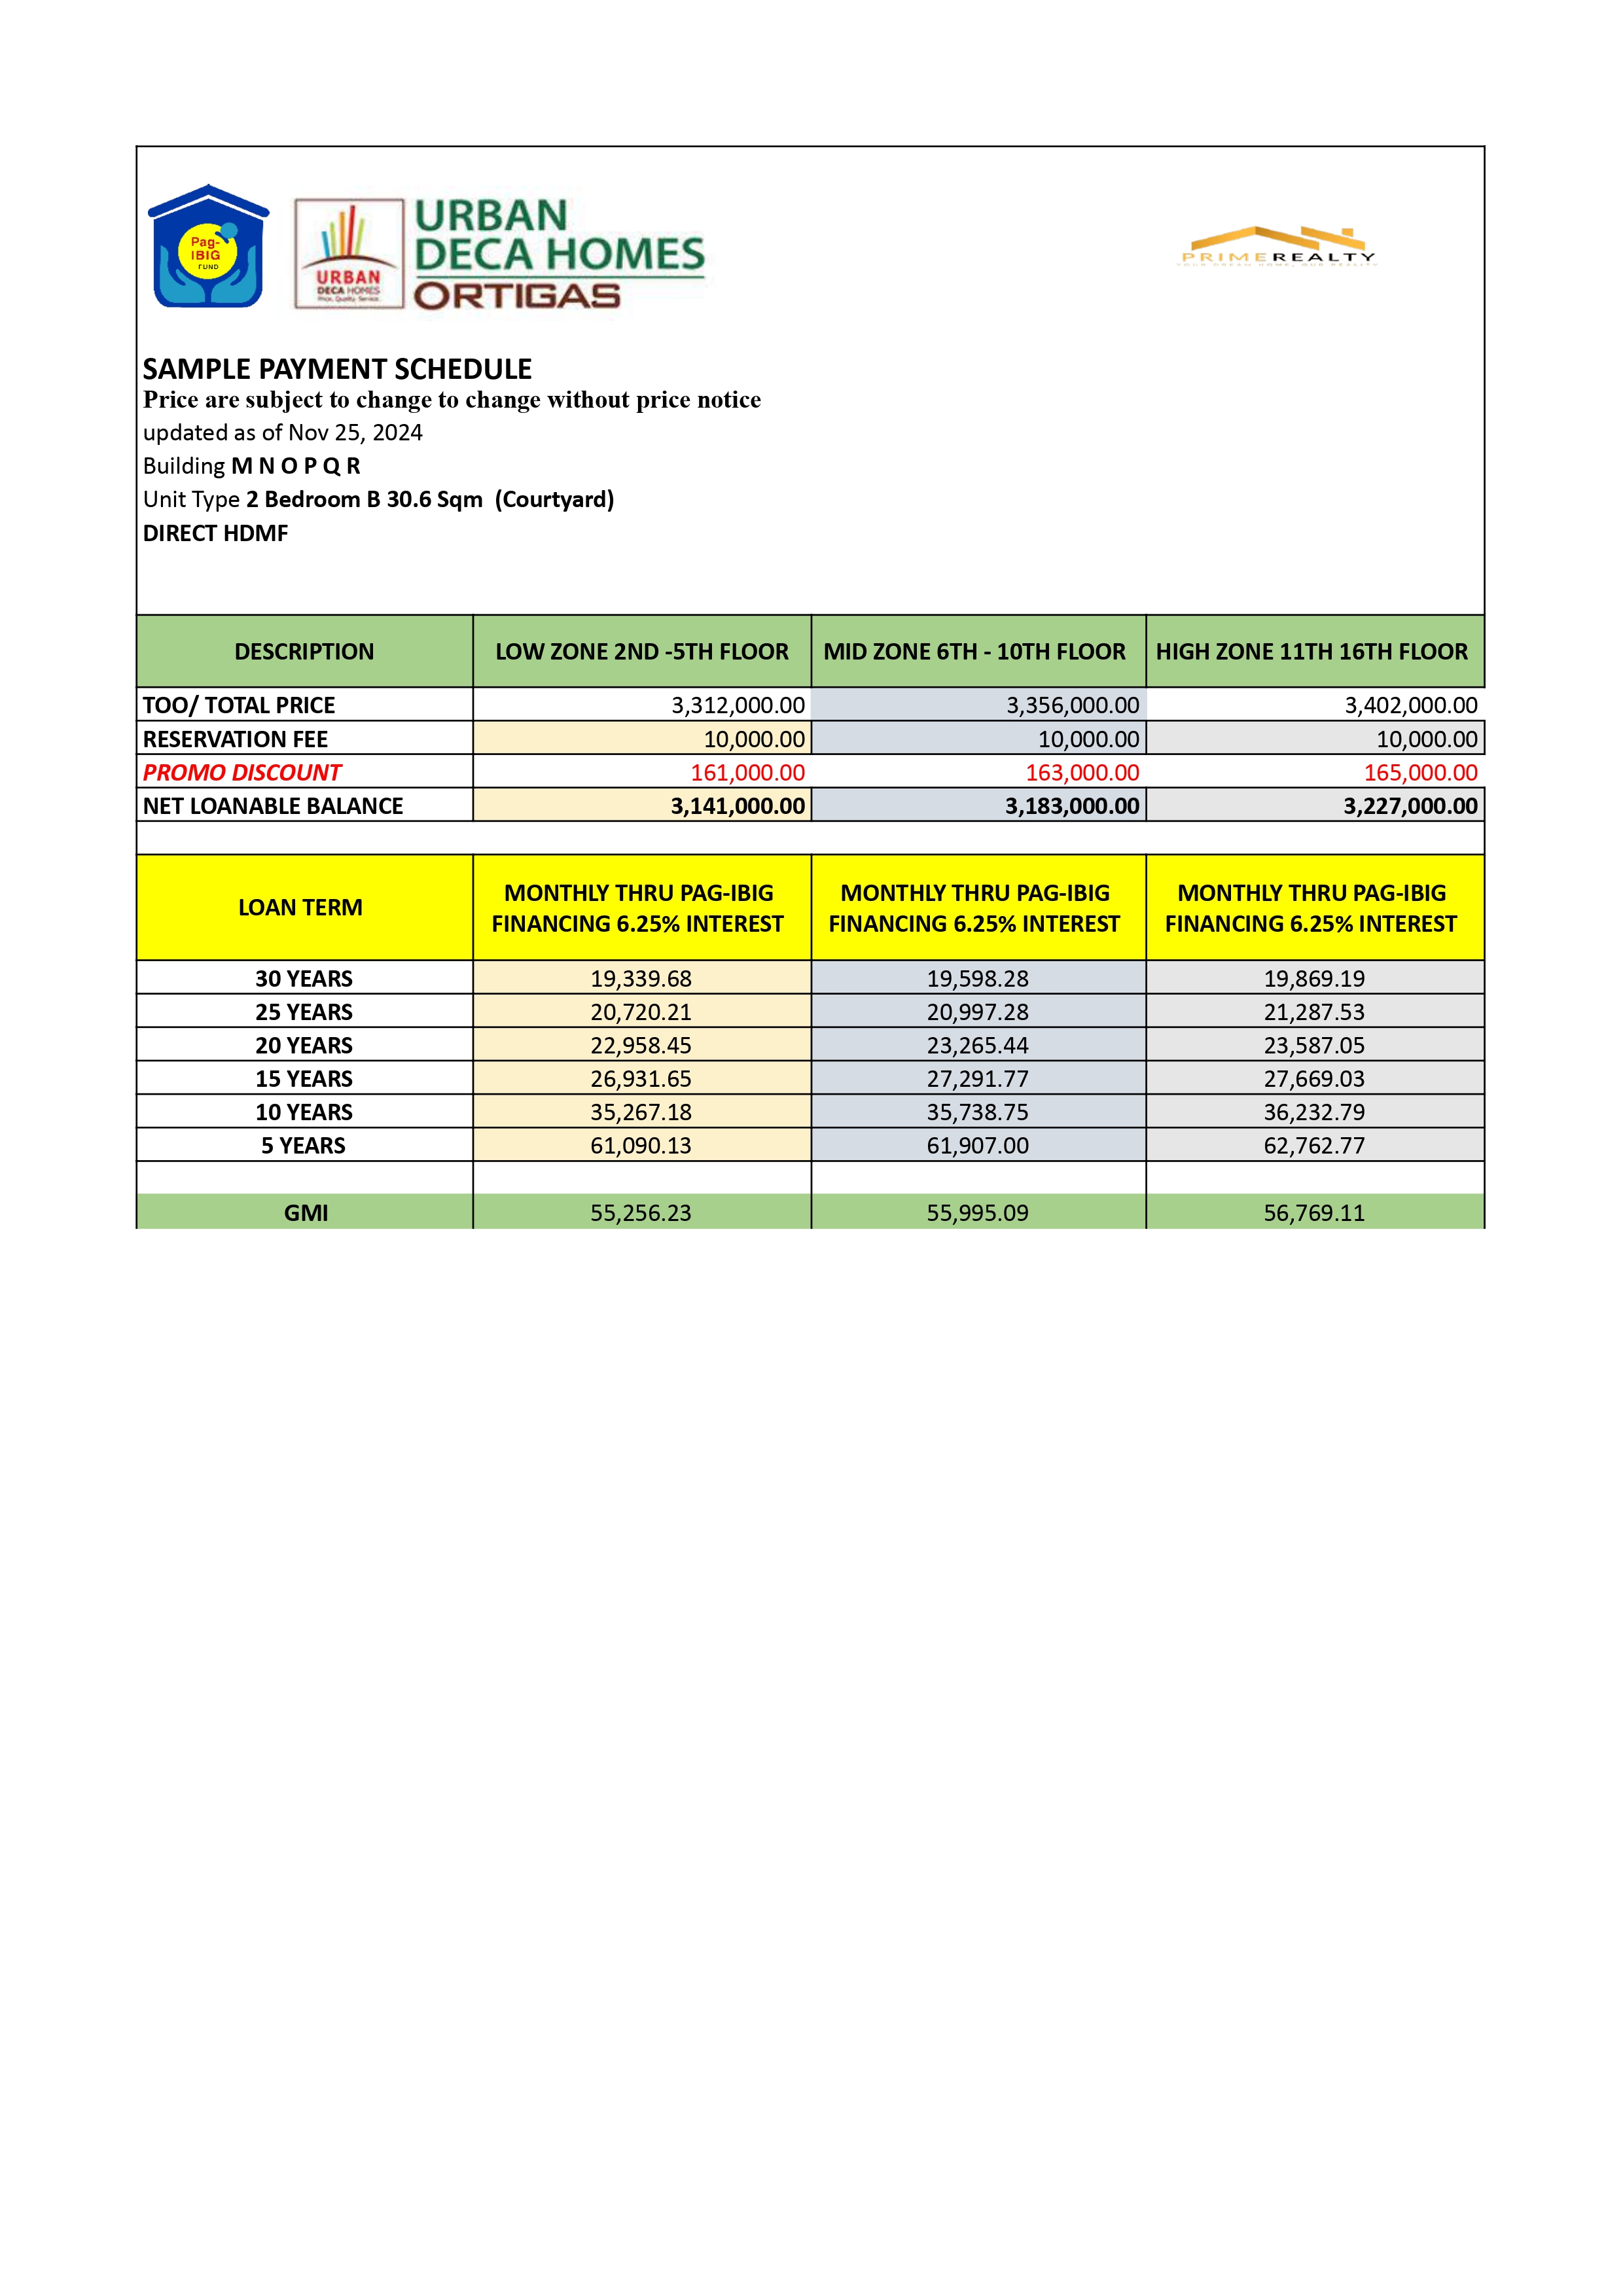 Pag-
IBIG
FUND
URBAN
DECA HOMES
Price, Quality, Service.
URBAN
DECA HOMES
ORTIGAS
PRIMEREALTY
SAMPLE PAYMENT SCHEDULE
Price are subject to change to change without price notice
updated as of Nov 25, 2024
Building M N O P Q R
Unit Type 2 Bedroom B 30.6 Sqm (Courtyard)
DIRECT HDMF
DESCRIPTION LOW ZONE 2ND -5TH FLOOR MID ZONE 6TH - 10TH FLOOR HIGH ZONE 11TH 16TH FLOOR
TOO/ TOTAL PRICE 3,312,000.00 3,356,000.00 3,402,000.00
RESERVATION FEE 10,000.00 10,000.00 10,000.00
PROMO DISCOUNT 161,000.00 163,000.00 165,000.00
NET LOANABLE BALANCE 3,141,000.00 3,183,000.00 3,227,000.00
LOAN TERM MONTHLY THRU PAG-IBIG FINANCING 6.25% INTEREST MONTHLY THRU PAG-IBIG FINANCING 6.25% INTEREST MONTHLY THRU PAG-IBIG FINANCING 6.25% INTEREST
30 YEARS 19,339.68 19,598.28 19,869.19
25 YEARS 20,720.21 20,997.28 21,287.53
20 YEARS 22,958.45 23,265.44 23,587.05
15 YEARS 26,931.65 27,291.77 27,669.03
10 YEARS 35,267.18 35,738.75 36,232.79
5 YEARS 61,090.13 61,907.00 62,762.77
GMI 55,256.23 55,995.09 56,769.11